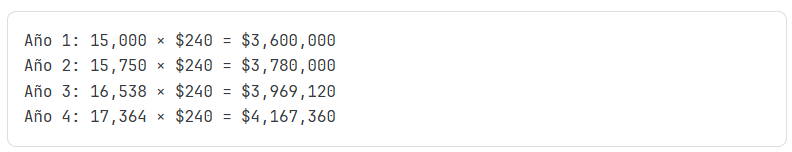 Año 1: 15,000 × $240 = $3,600,000
Año 2: 15,750 × $240 = $3,780,000
Año 3: 16,538 × $240 = $3,969,120
Año 4: 17,364 × $240 = $4,167,360